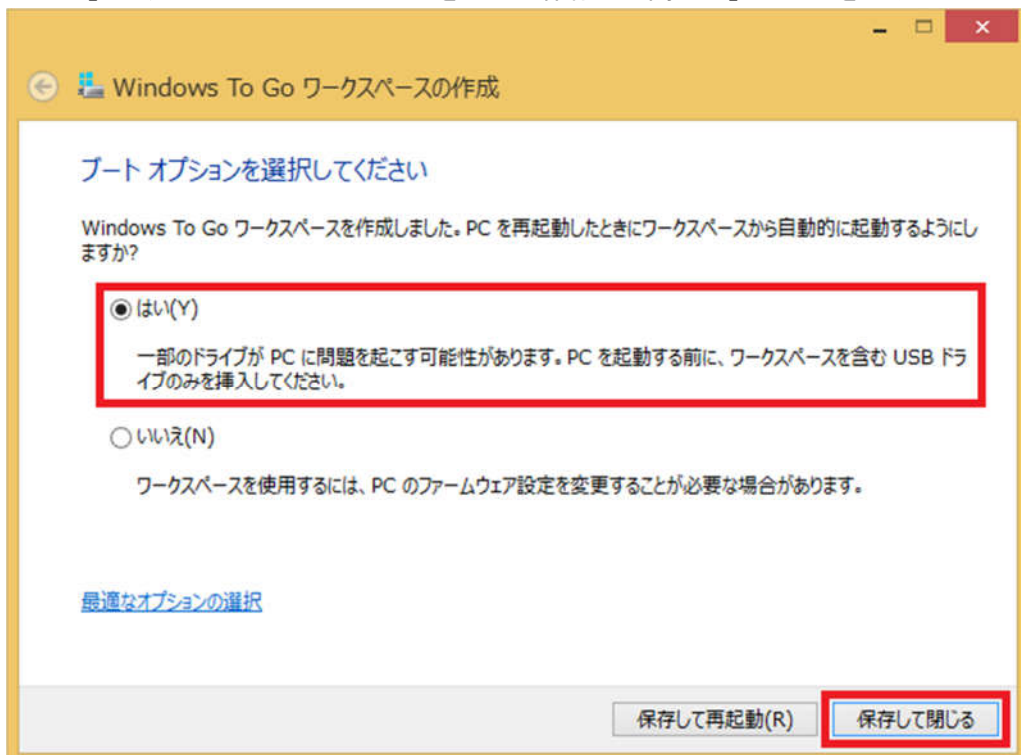 Windows To Go ワークスペースの作成
ブート オプションを選択してください
Windows To Go ワークスペースを作成しました。PC を再起動したときにワークスペースから自動的に起動するようにし
ますか?
はい(Y)
一部のドライブが PC に問題を起こす可能性があります。PC を起動する前に、ワークスペースを含む USB ドラ
イブのみを挿入してください。
いいえ(N)
ワークスペースを使用するには、PC のファームウェア設定を変更することが必要な場合があります。
最適なオプションの選択
保存して再起動(R)
保存して閉じる